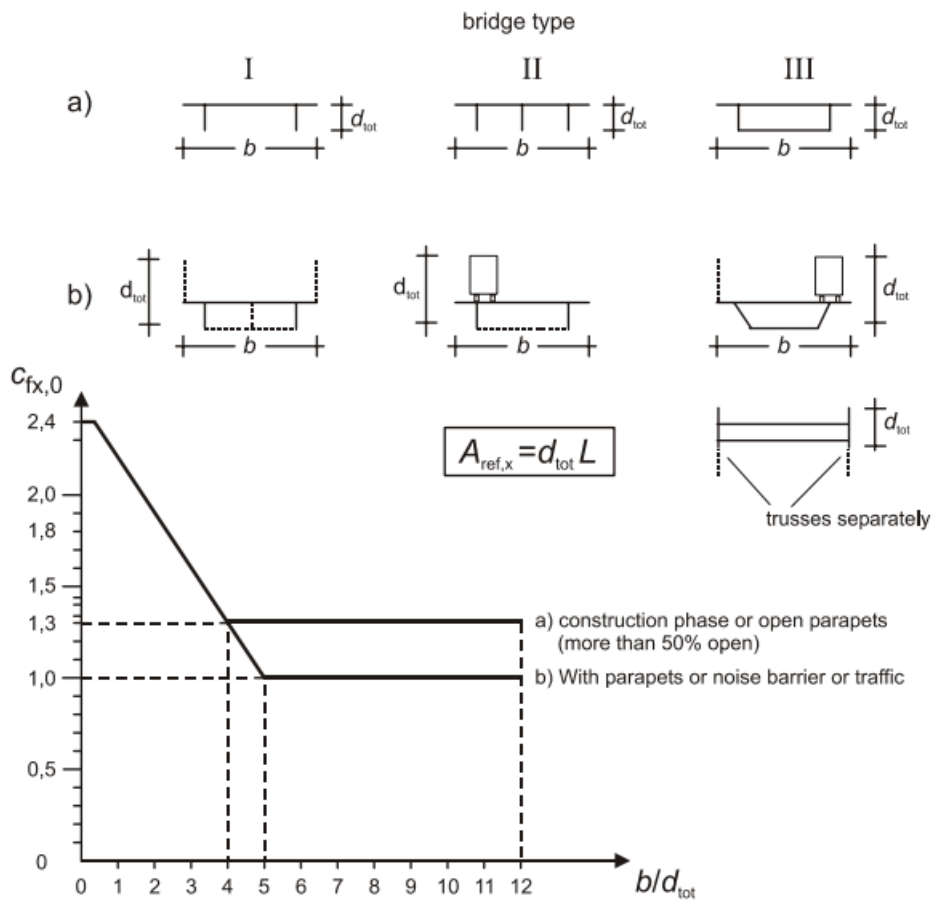 bridge type
I II III
a)
d_tot d_tot d_tot
b b b
b)
d_tot d_tot d_tot
b b b
d_tot
trusses separately
A_ref,x = d_tot L
c_fx,0
2,4
2,0
1,8
1,5
1,3
1,0
0,5
0
a) construction phase or open parapets
(more than 50% open)
b) With parapets or noise barrier or traffic
0 1 2 3 4 5 6 7 8 9 10 11 12
b/d_tot